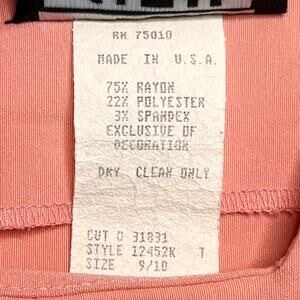 RN 75010
MADE IN U.S.A.
75% RAYON
22% POLYESTER
3% SPANDEX
EXCLUSIVE OF
DECORATION
DRY CLEAN ONLY
CUT 0 31831
STYLE 12452K T
SIZE 9/10